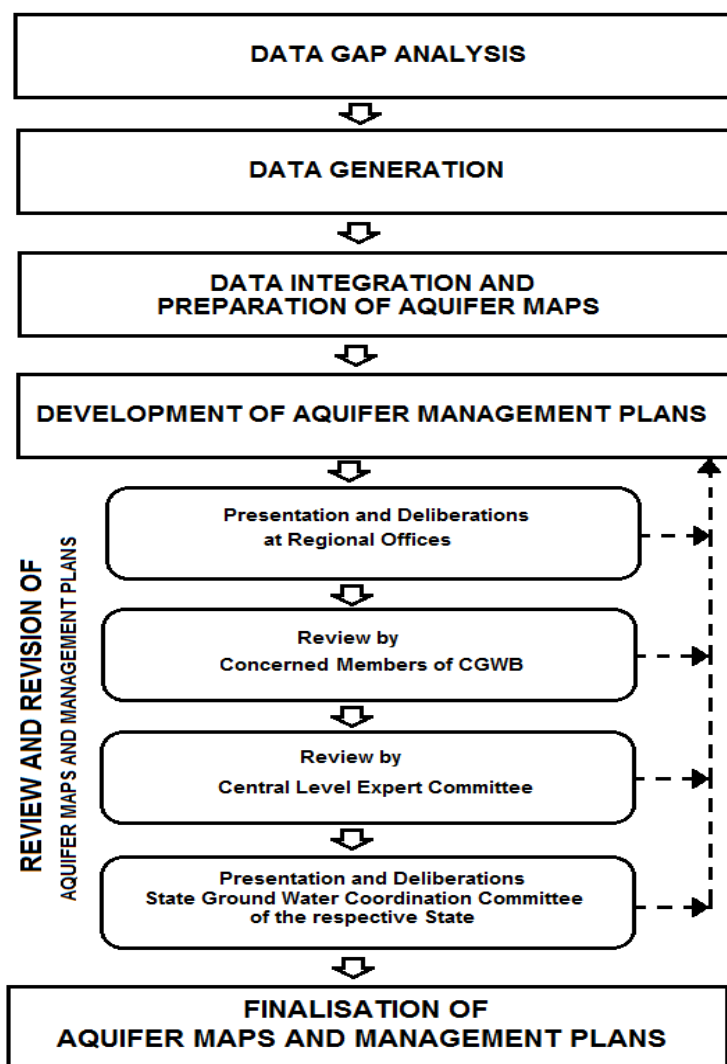 DATA GAP ANALYSIS
DATA GENERATION
DATA INTEGRATION AND
PREPARATION OF AQUIFER MAPS
DEVELOPMENT OF AQUIFER MANAGEMENT PLANS
REVIEW AND REVISION OF
AQUIFER MAPS AND MANAGEMENT PLANS
Presentation and Deliberations
at Regional Offices
Review by
Concerned Members of CGWB
Review by
Central Level Expert Committee
Presentation and Deliberations
State Ground Water Coordination Committee
of the respective State
FINALISATION OF
AQUIFER MAPS AND MANAGEMENT PLANS